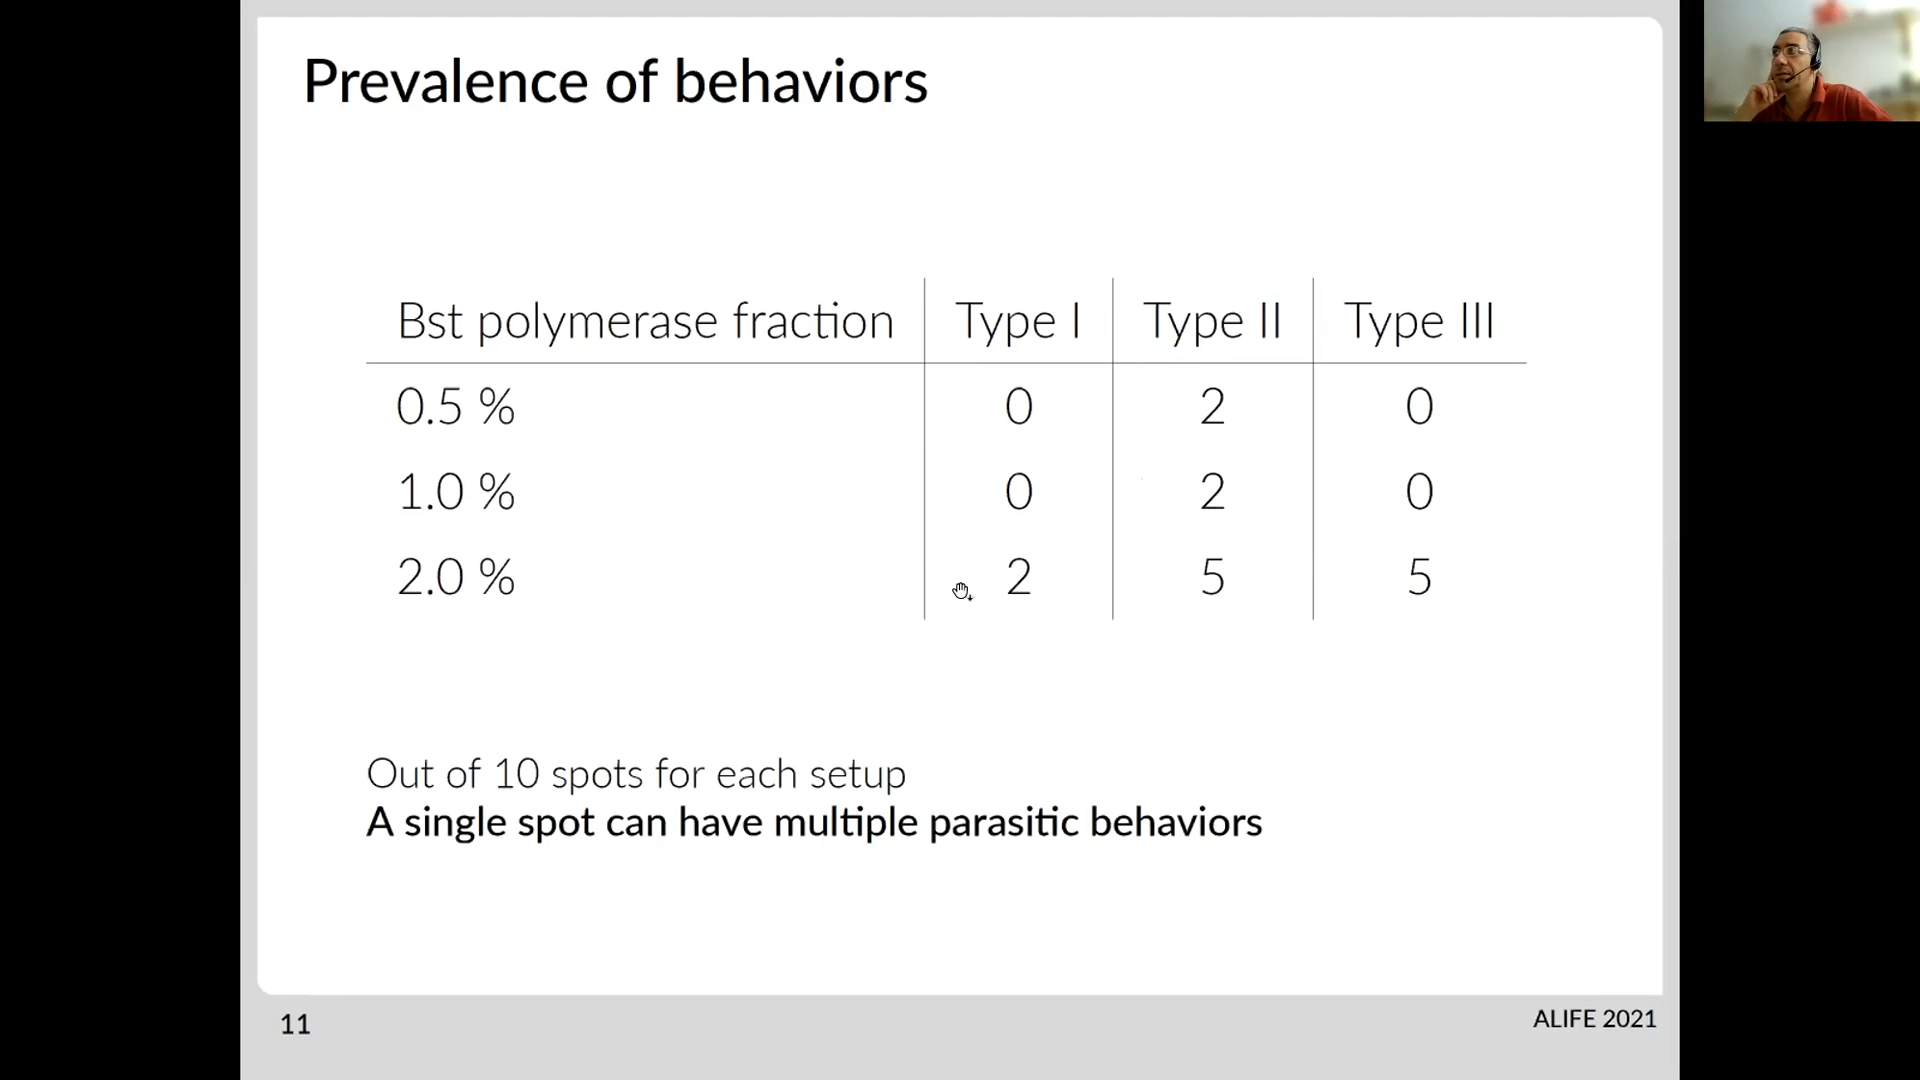 Prevalence of behaviors
Bst polymerase fraction Type I Type II Type III
0.5 % 0 2 0
1.0 % 0 2 0
2.0 % 2 5 5
Out of 10 spots for each setup
A single spot can have multiple parasitic behaviors
11 ALIFE 2021